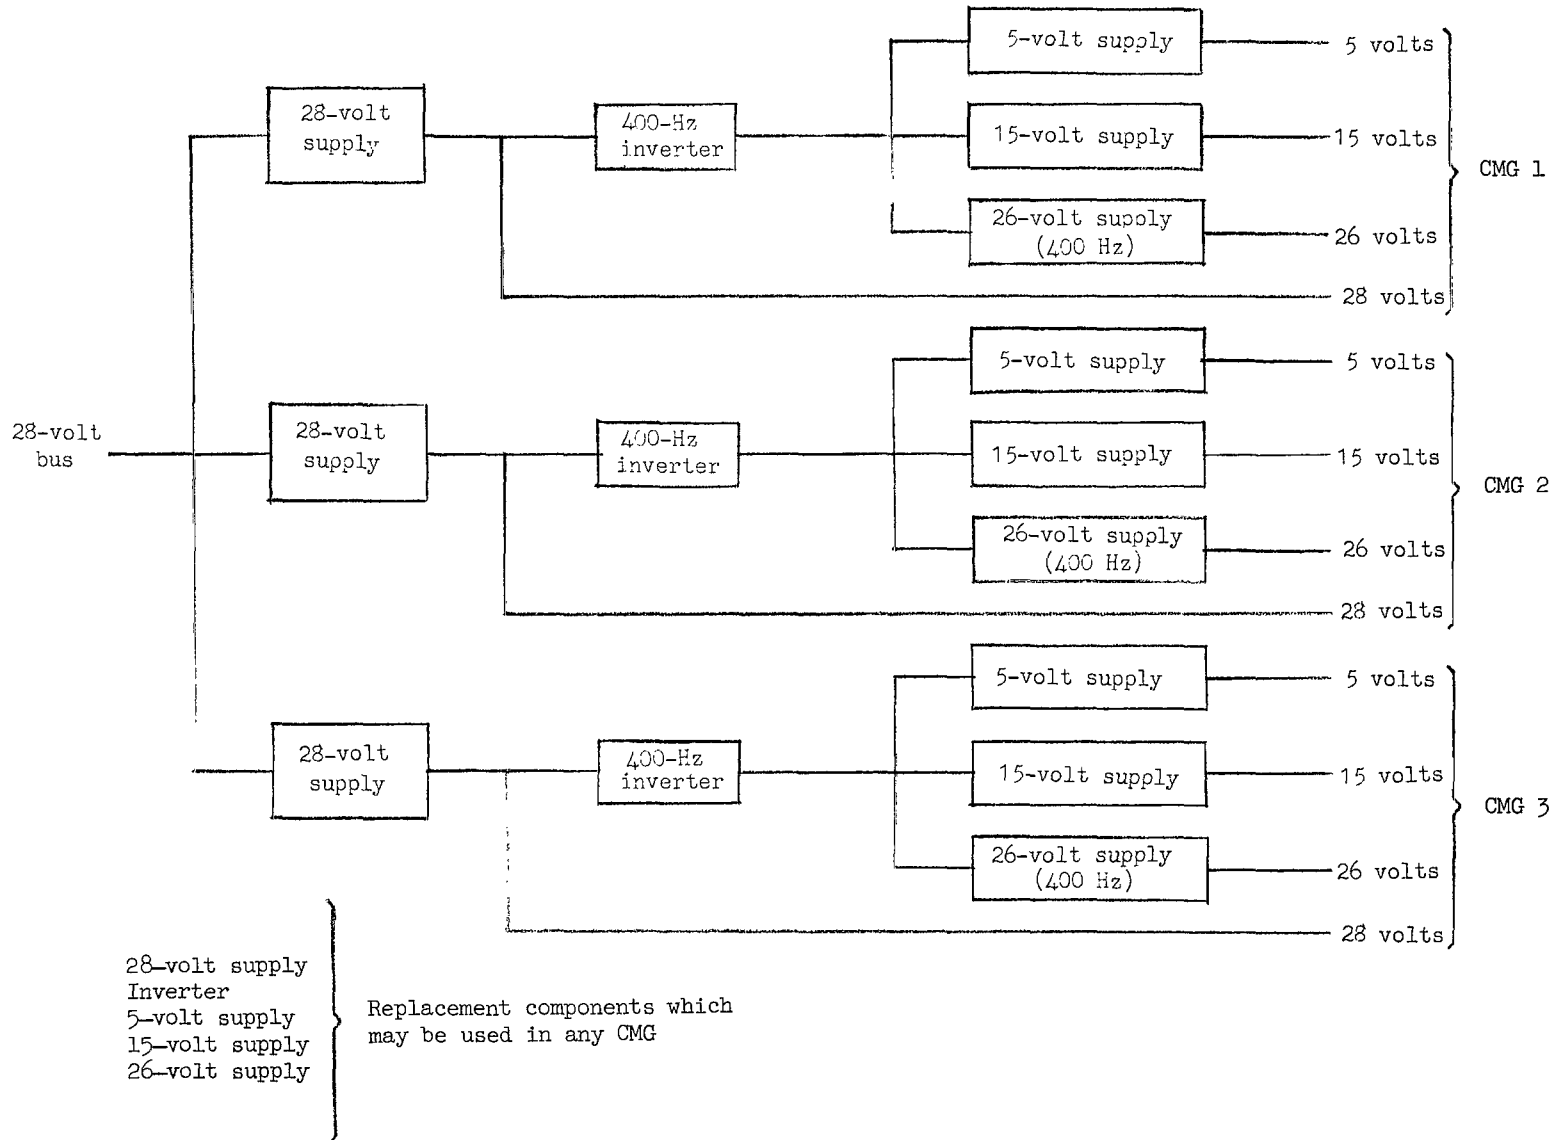 5-volt supply
5 volts
28-volt
supply
400-Hz
inverter
15-volt supply
15 volts
CMG 1
26-volt supply
(400 Hz)
26 volts
28 volts
5-volt supply
5 volts
28-volt
bus
28-volt
supply
400-Hz
inverter
15-volt supply
15 volts
CMG 2
26-volt supply
(400 Hz)
26 volts
28 volts
5-volt supply
5 volts
28-volt
supply
400-Hz
inverter
15-volt supply
15 volts
CMG 3
26-volt supply
(400 Hz)
26 volts
28 volts
28-volt supply
Inverter
5-volt supply
15-volt supply
26-volt supply
Replacement components which
may be used in any CMG